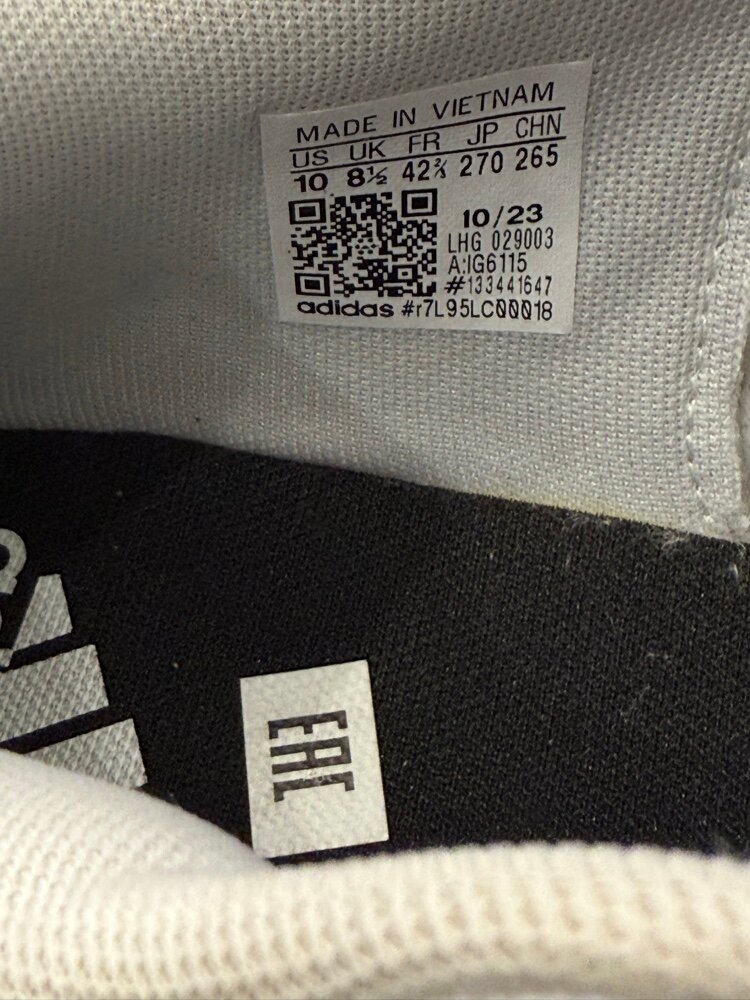 MADE IN VIETNAM
US UK FR JP CHN
10 8½ 42⅔ 270 265
10/23
LHG 029003
A:IG6115
#133441647
adidas #r7L95LC00018
EAC